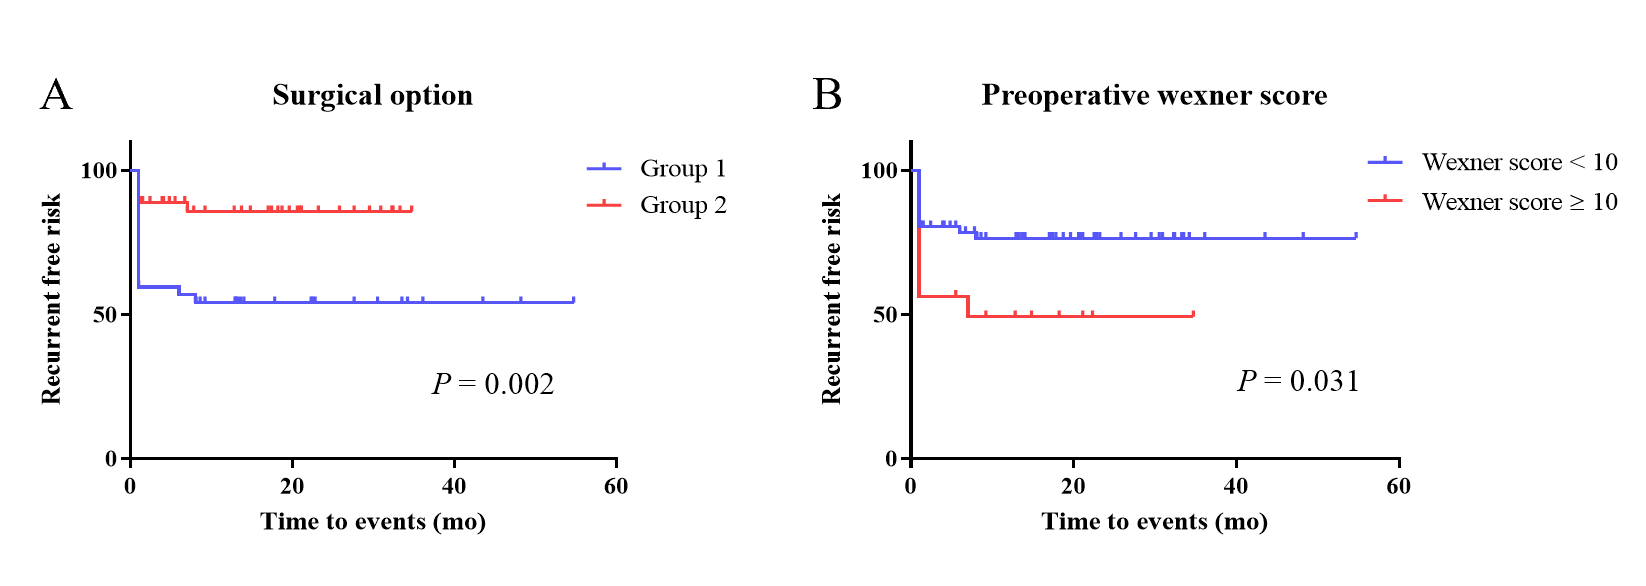 A
Surgical option
Group 1
Group 2
Recurrent free risk
100
50
0
P = 0.002
0 20 40 60
Time to events (mo)
B
Preoperative wexner score
Wexner score < 10
Wexner score ≥ 10
Recurrent free risk
100
50
0
P = 0.031
0 20 40 60
Time to events (mo)